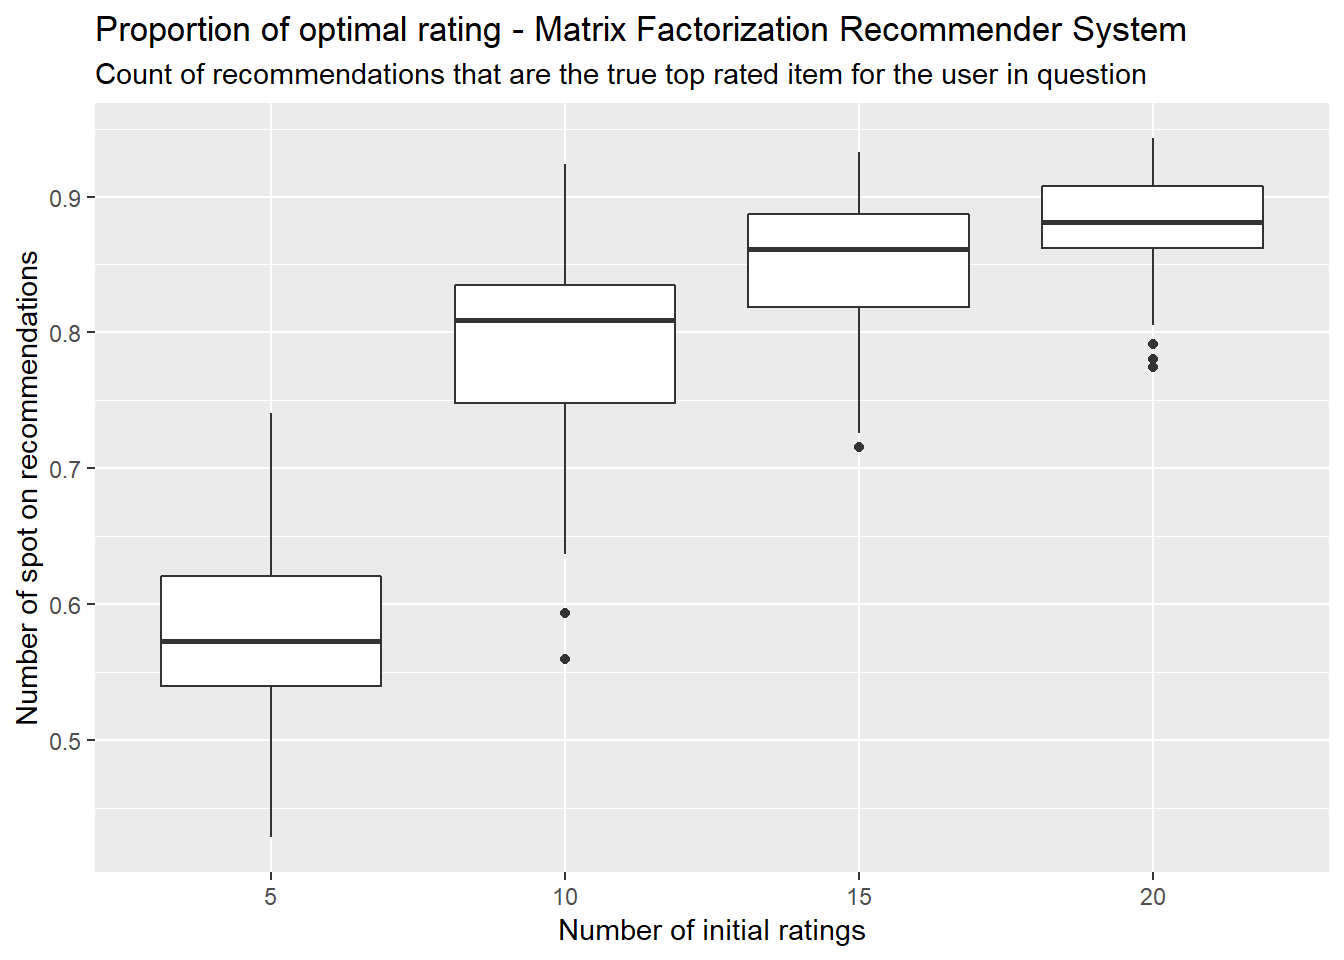 Proportion of optimal rating - Matrix Factorization Recommender System
Count of recommendations that are the true top rated item for the user in question
Number of spot on recommendations
0.9
0.8
0.7
0.6
0.5
5
10
15
20
Number of initial ratings